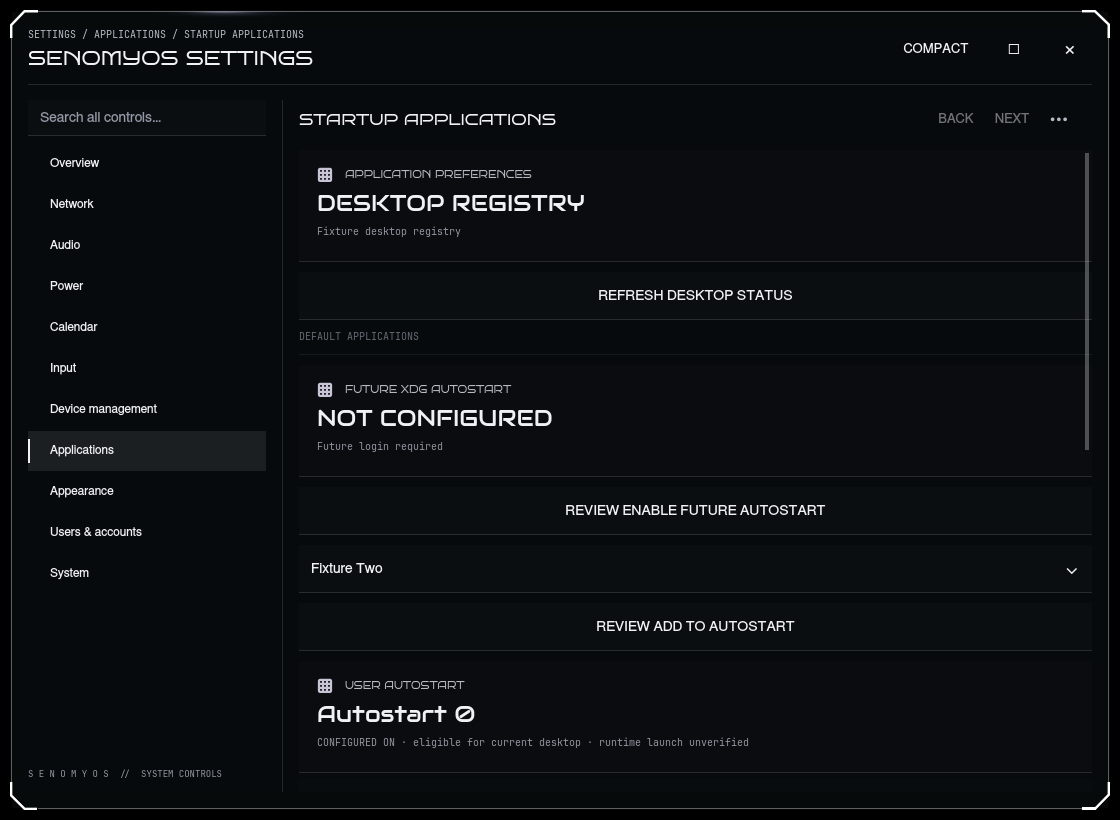 SETTINGS / APPLICATIONS / STARTUP APPLICATIONS
SENOMYOS SETTINGS
COMPACT
Search all controls...
Overview
Network
Audio
Power
Calendar
Input
Device management
Applications
Appearance
Users & accounts
System
SENOMYOS // SYSTEM CONTROLS
STARTUP APPLICATIONS
BACK NEXT
APPLICATION PREFERENCES
DESKTOP REGISTRY
Fixture desktop registry
REFRESH DESKTOP STATUS
DEFAULT APPLICATIONS
FUTURE XDG AUTOSTART
NOT CONFIGURED
Future login required
REVIEW ENABLE FUTURE AUTOSTART
Fixture Two
REVIEW ADD TO AUTOSTART
USER AUTOSTART
Autostart 0
CONFIGURED ON · eligible for current desktop · runtime launch unverified